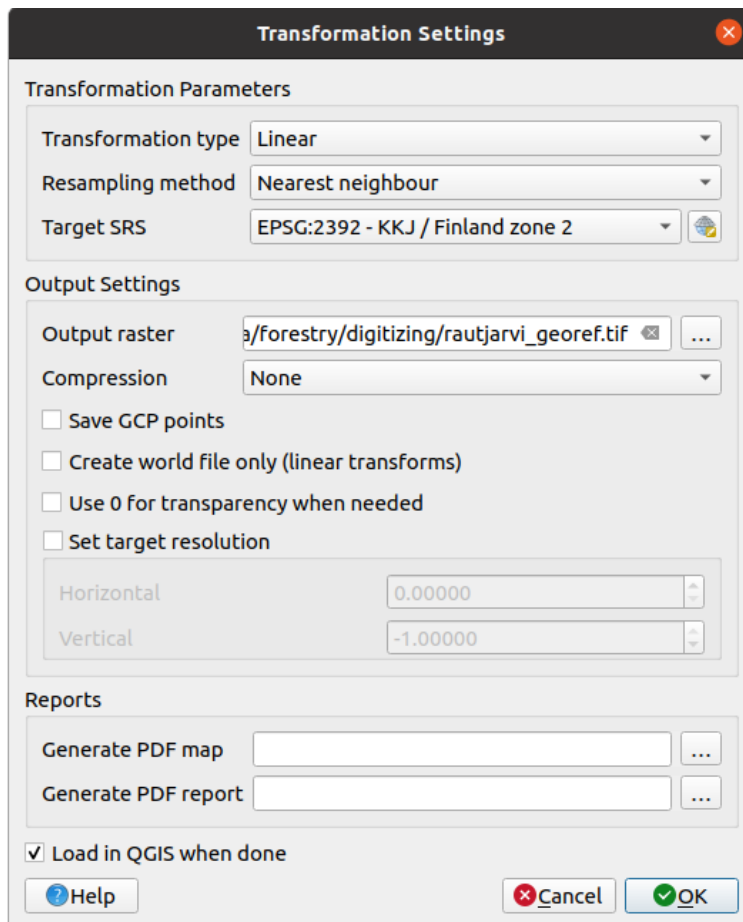 Transformation Settings
Transformation Parameters
Transformation type Linear
Resampling method Nearest neighbour
Target SRS EPSG:2392 - KKJ / Finland zone 2
Output Settings
Output raster a/forestry/digitizing/rautjarvi_georef.tif ...
Compression None
Save GCP points
Create world file only (linear transforms)
Use 0 for transparency when needed
Set target resolution
Horizontal 0.00000
Vertical -1.00000
Reports
Generate PDF map ...
Generate PDF report ...
Load in QGIS when done
Help Cancel OK